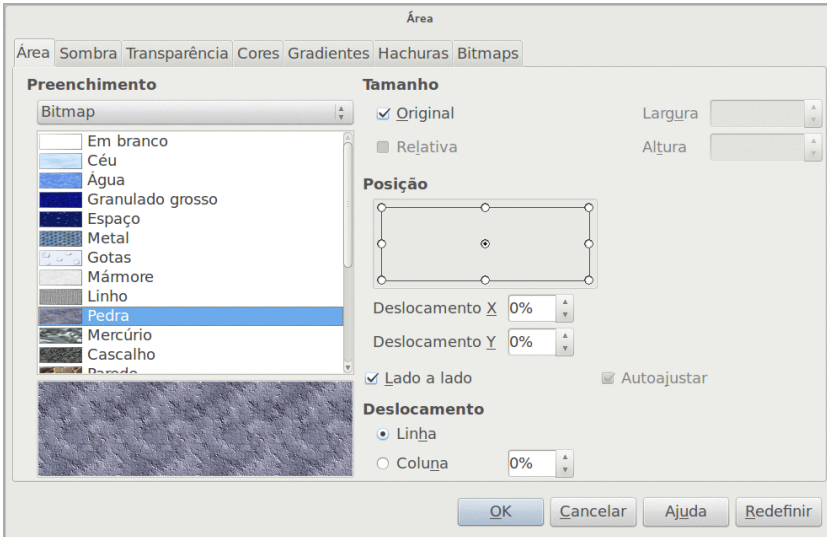 Área
Área Sombra Transparência Cores Gradientes Hachuras Bitmaps
Preenchimento
Bitmap
Em branco
Céu
Água
Granulado grosso
Espaço
Metal
Gotas
Mármore
Linho
Pedra
Mercúrio
Cascalho
Parede
Tamanho
Original
Largura
Relativa
Altura
Posição
Deslocamento X 0%
Deslocamento Y 0%
Lado a lado
Autoajustar
Deslocamento
Linha
Coluna 0%
OK Cancelar Ajuda Redefinir